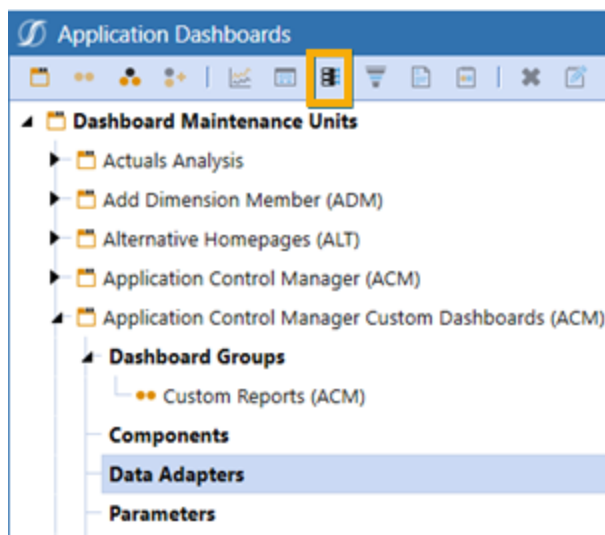 Application Dashboards
Dashboard Maintenance Units
Actuals Analysis
Add Dimension Member (ADM)
Alternative Homepages (ALT)
Application Control Manager (ACM)
Application Control Manager Custom Dashboards (ACM)
Dashboard Groups
Custom Reports (ACM)
Components
Data Adapters
Parameters